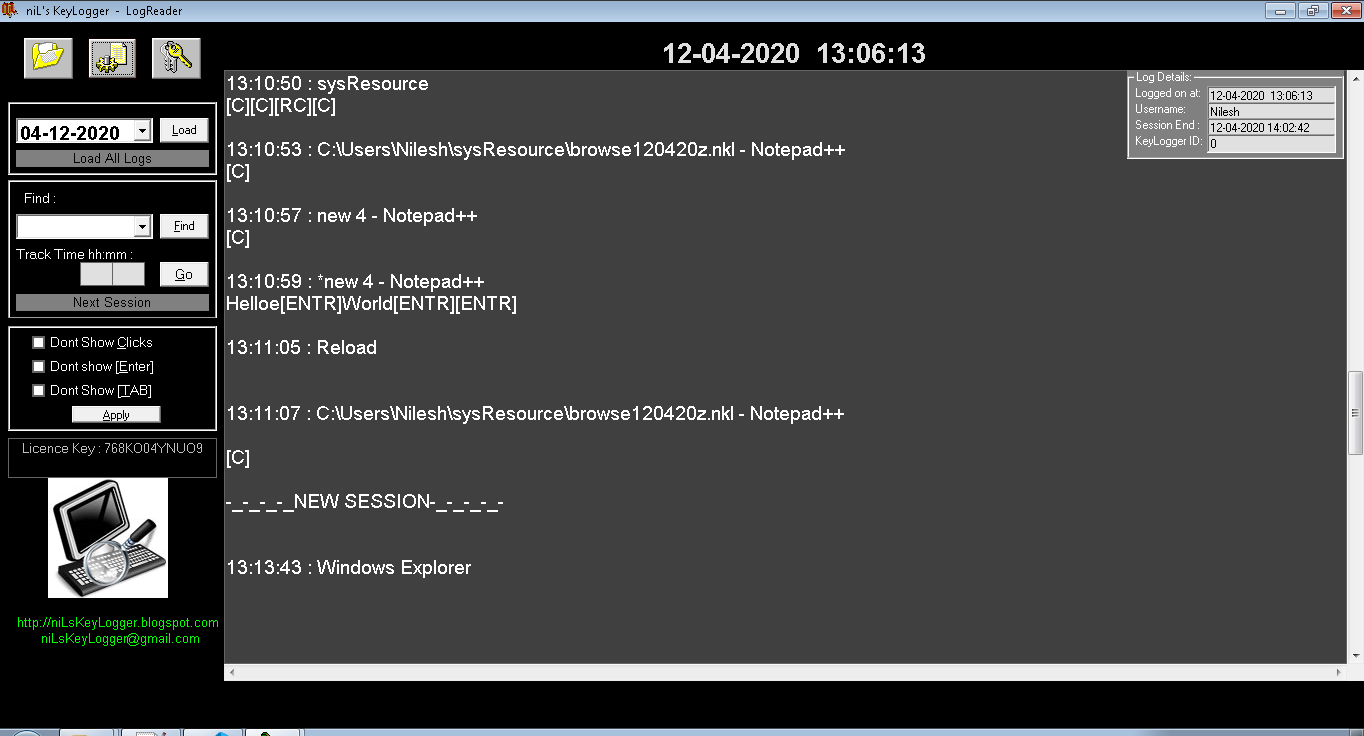 niL's KeyLogger - LogReader
12-04-2020 13:06:13
04-12-2020
Load
Load All Logs
Find :
Find
Track Time hh:mm :
Go
Next Session
Dont Show Clicks
Dont show [Enter]
Dont Show [TAB]
Apply
Licence Key : 768KO04YNUO9
http://niLsKeyLogger.blogspot.com
niLsKeyLogger@gmail.com
13:10:50 : sysResource
[C][C][RC][C]
13:10:53 : C:\Users\Nilesh\sysResource\browse120420z.nkl - Notepad++
[C]
13:10:57 : new 4 - Notepad++
[C]
13:10:59 : *new 4 - Notepad++
Helloe[ENTR]World[ENTR][ENTR]
13:11:05 : Reload
13:11:07 : C:\Users\Nilesh\sysResource\browse120420z.nkl - Notepad++
[C]
-_-_-_-_NEW SESSION-_-_-_-_-
13:13:43 : Windows Explorer
Log Details:
Logged on at: 12-04-2020 13:06:13
Username: Nilesh
Session End : 12-04-2020 14:02:42
KeyLogger ID: 0